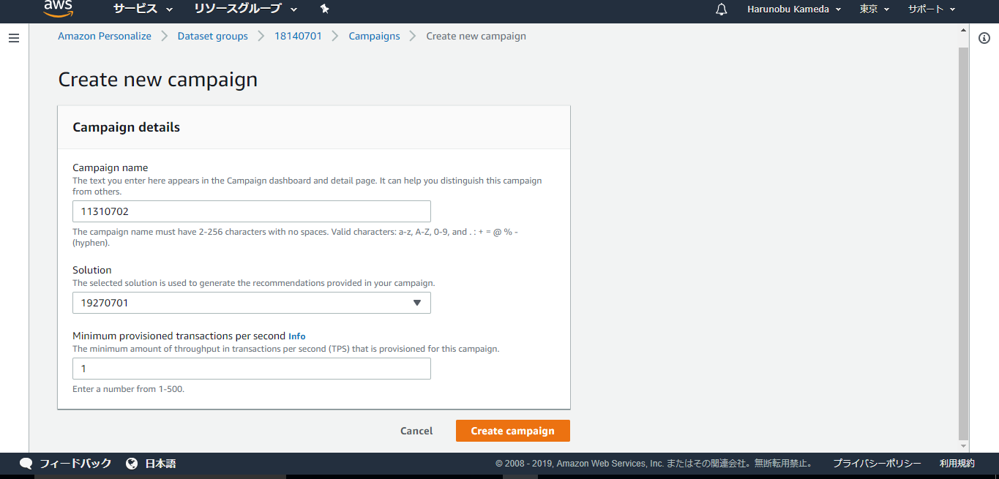 aws サービス リソースグループ Harunobu Kameda 東京 サポート
Amazon Personalize Dataset groups 18140701 Campaigns Create new campaign
Create new campaign
Campaign details
Campaign name
The text you enter here appears in the Campaign dashboard and detail page. It can help you distinguish this campaign
from others.
11310702
The campaign name must have 2-256 characters with no spaces. Valid characters: a-z, A-Z, 0-9, and . : + = @ % -
(hyphen).
Solution
The selected solution is used to generate the recommendations provided in your campaign.
19270701
Minimum provisioned transactions per second Info
The minimum amount of throughput in transactions per second (TPS) that is provisioned for this campaign.
1
Enter a number from 1-500.
Cancel Create campaign
フィードバック 日本語 © 2008 - 2019, Amazon Web Services, Inc. またはその関連会社。無断転用禁止。 プライバシーポリシー 利用規約